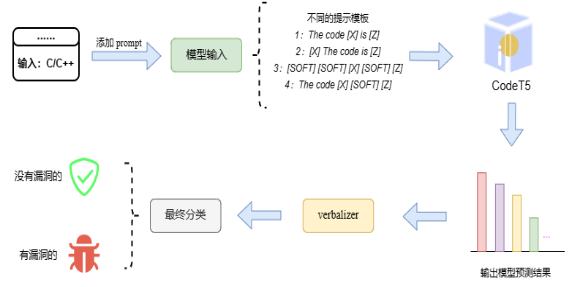 ......
输入：C/C++
添加 prompt
模型输入
不同的提示模板
1：The code [X] is [Z]
2：[X] The code is [Z]
3：[SOFT] [SOFT] [X] [SOFT] [Z]
4：The code [X] [SOFT] [Z]
CodeT5
没有漏洞的
有漏洞的
最终分类
verbalizer
...
输出模型预测结果